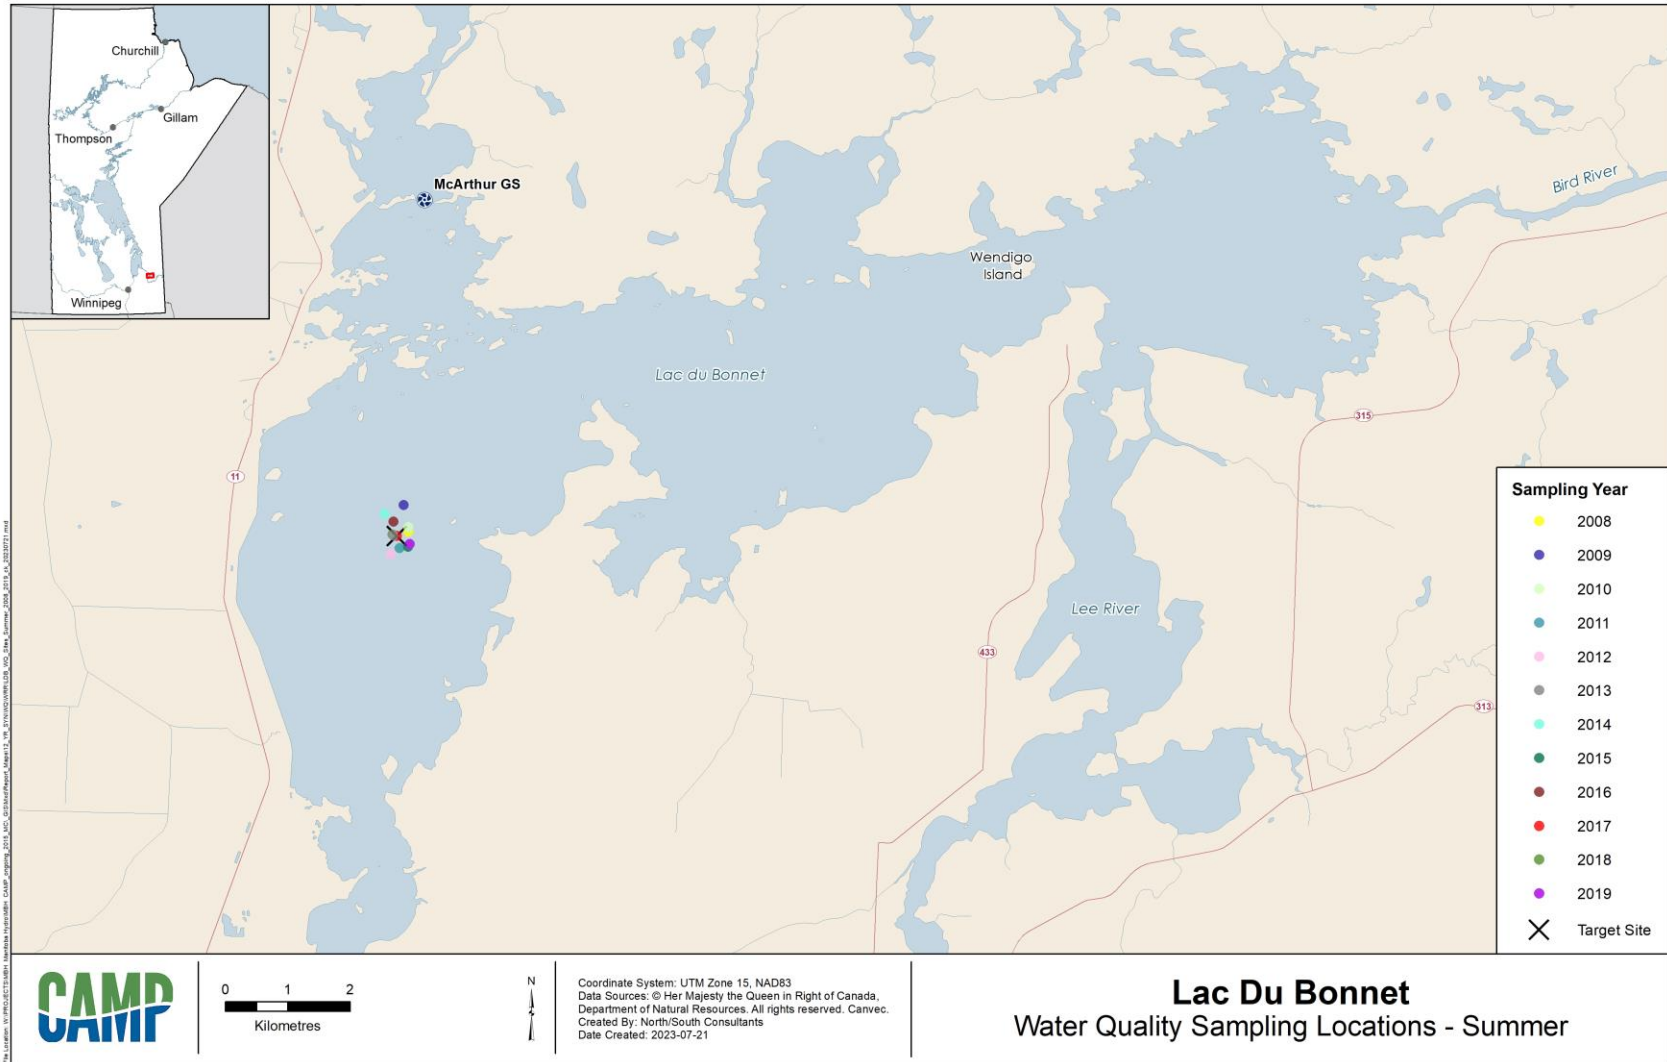 Churchill
Gillam
Thompson
Winnipeg
McArthur GS
Bird River
Wendigo
Island
Lac du Bonnet
315
11
Lee River
433
313
Sampling Year
2008
2009
2010
2011
2012
2013
2014
2015
2016
2017
2018
2019
Target Site
CAMP
0 1 2
Kilometres
N
Coordinate System: UTM Zone 15, NAD83
Data Sources: © Her Majesty the Queen in Right of Canada,
Department of Natural Resources. All rights reserved. Canvec.
Created By: North/South Consultants
Date Created: 2023-07-21
Lac Du Bonnet
Water Quality Sampling Locations - Summer